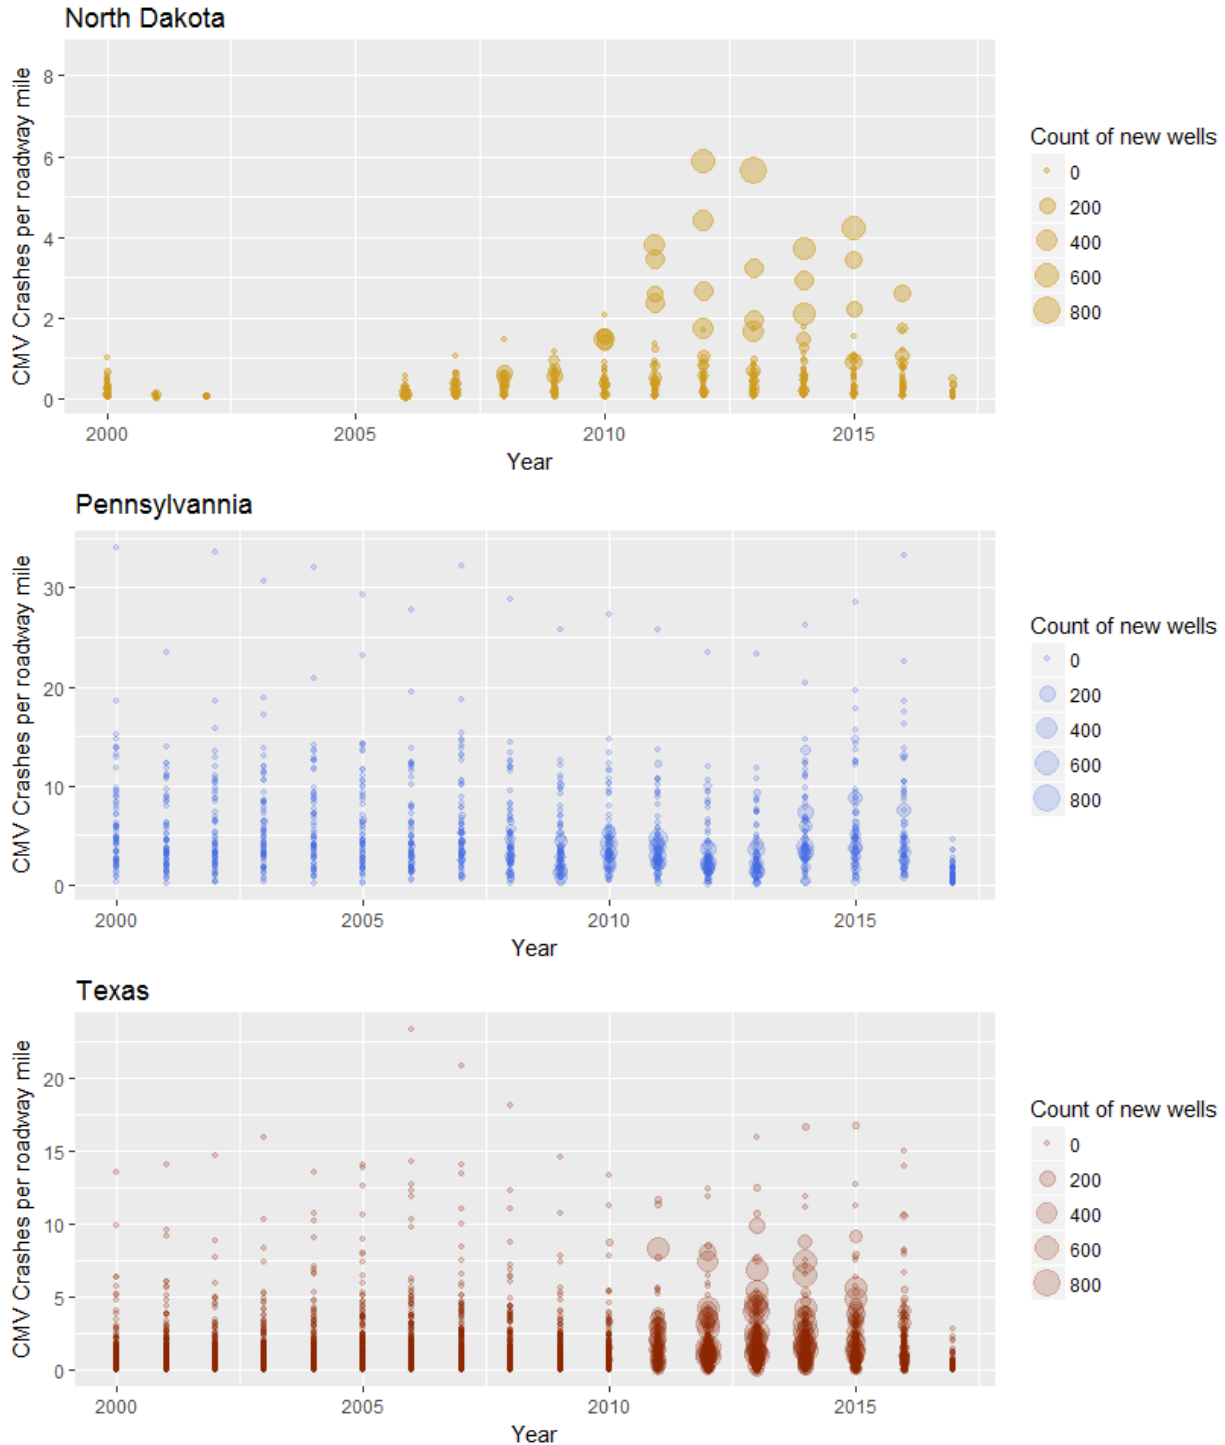 North Dakota
CMV Crashes per roadway mile
8
6
4
2
0
2000 2005 2010 2015
Year
Count of new wells
0
200
400
600
800
Pennsylvannia
CMV Crashes per roadway mile
30
20
10
0
2000 2005 2010 2015
Year
Count of new wells
0
200
400
600
800
Texas
CMV Crashes per roadway mile
20
15
10
5
0
2000 2005 2010 2015
Year
Count of new wells
0
200
400
600
800